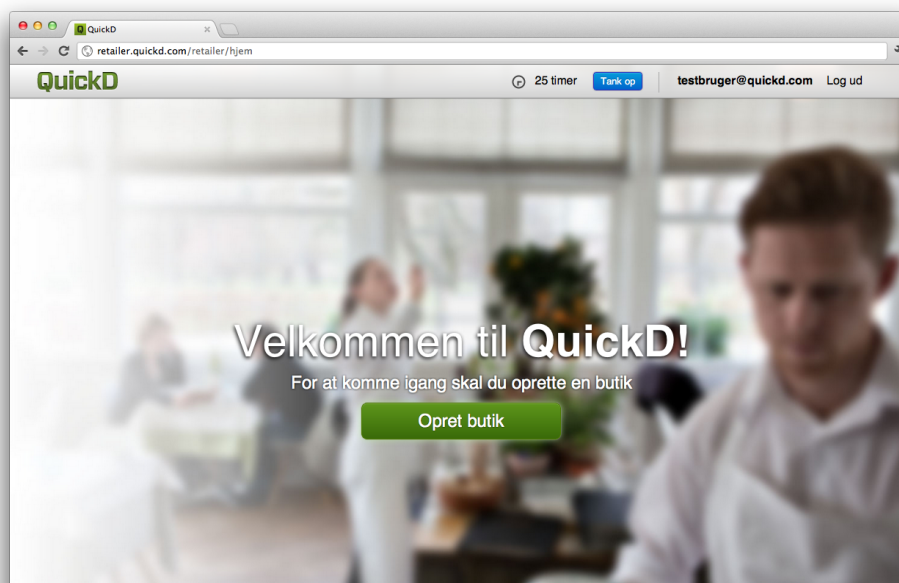 QuickD
retailer.quickd.com/retailer/hjem
QuickD
25 timer
Tank op
testbruger@quickd.com
Log ud
Velkommen til QuickD!
For at komme igang skal du oprette en butik
Opret butik